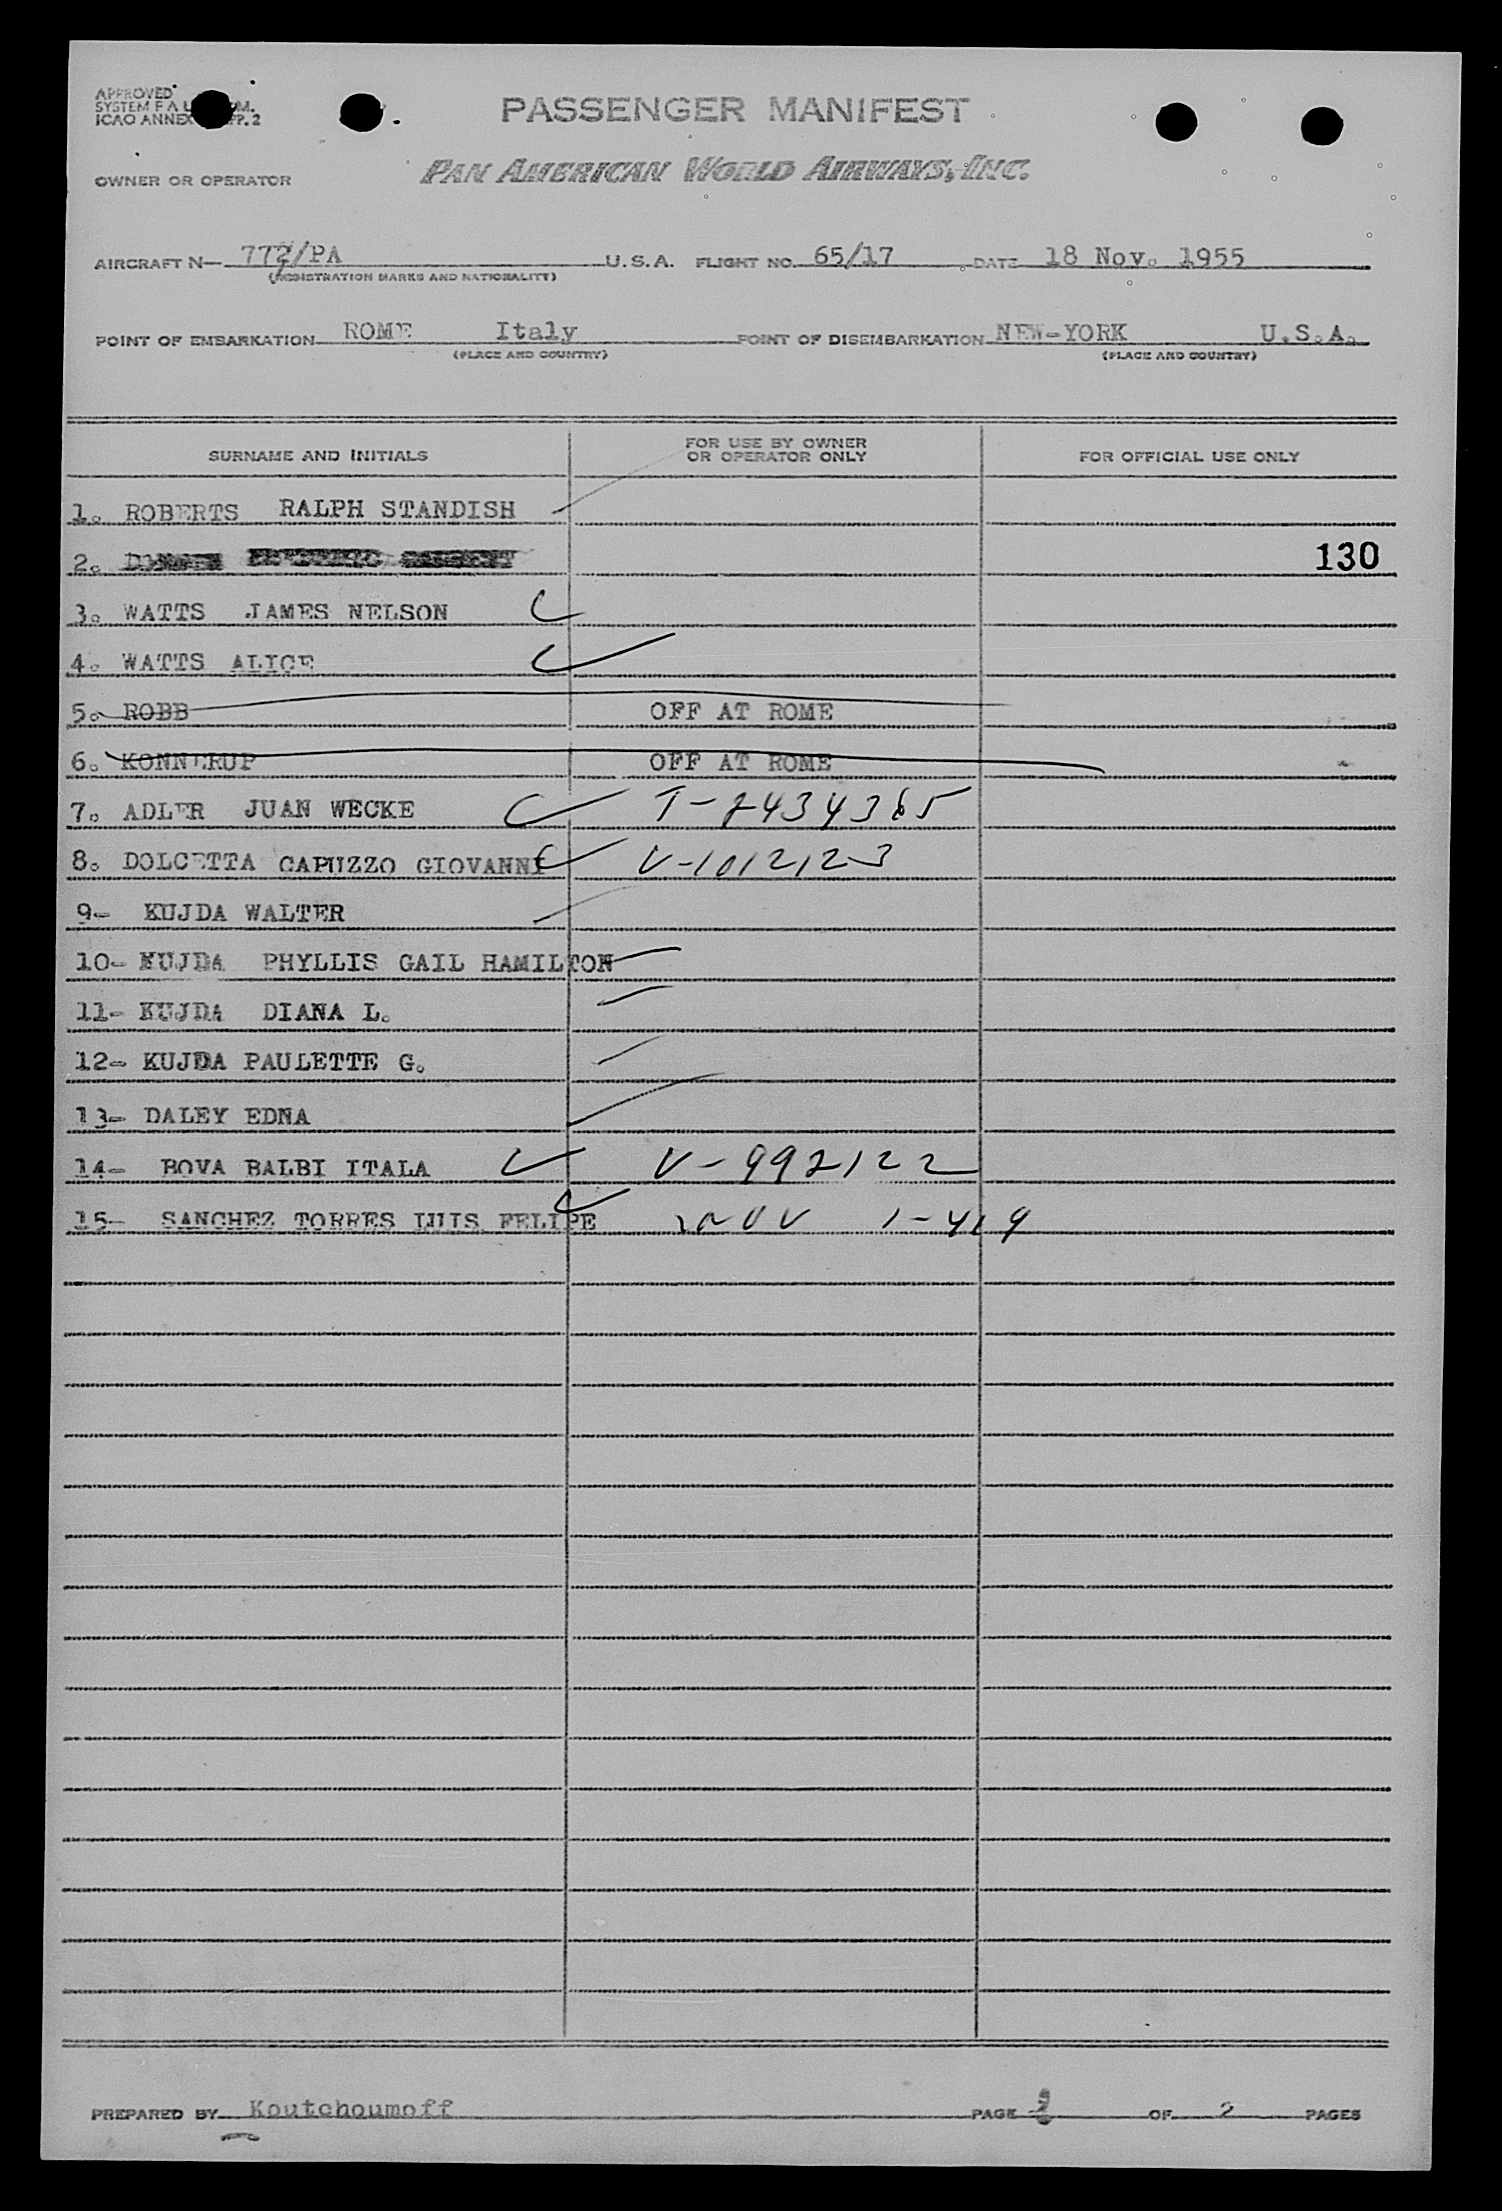 APPROVED
SYSTEM F A L M.
ICAO ANNEX PP. 2
PASSENGER MANIFEST
OWNER OR OPERATOR PAN AMERICAN WORLD AIRWAYS, INC.
AIRCRAFT N— 772/PA U.S.A. FLIGHT NO. 65/17 DATE 18 Nov. 1955
(REGISTRATION MARKS AND NATIONALITY)
POINT OF EMBARKATION ROME Italy POINT OF DISEMBARKATION NEW-YORK U.S.A.
(PLACE AND COUNTRY) (PLACE AND COUNTRY)
SURNAME AND INITIALS FOR USE BY OWNER OR OPERATOR ONLY FOR OFFICIAL USE ONLY
1. ROBERTS RALPH STANDISH
2. 130
3. WATTS JAMES NELSON
4. WATTS ALICE
5. ROBB OFF AT ROME
6. KONNERUP OFF AT ROME
7. ADLER JUAN WECKE T-2434365
8. DOLCETTA CAPUZZO GIOVANNI V-1012123
9- KUJDA WALTER
10- KUJDA PHYLLIS GAIL HAMILTON
11- KUJDA DIANA L.
12- KUJDA PAULETTE G.
13- DALEY EDNA
14- BOVA BALBI ITALA V-992122
15- SANCHEZ TORRES LUIS FELIPE 1-419
PREPARED BY Koutchoumoff PAGE OF 2 PAGES